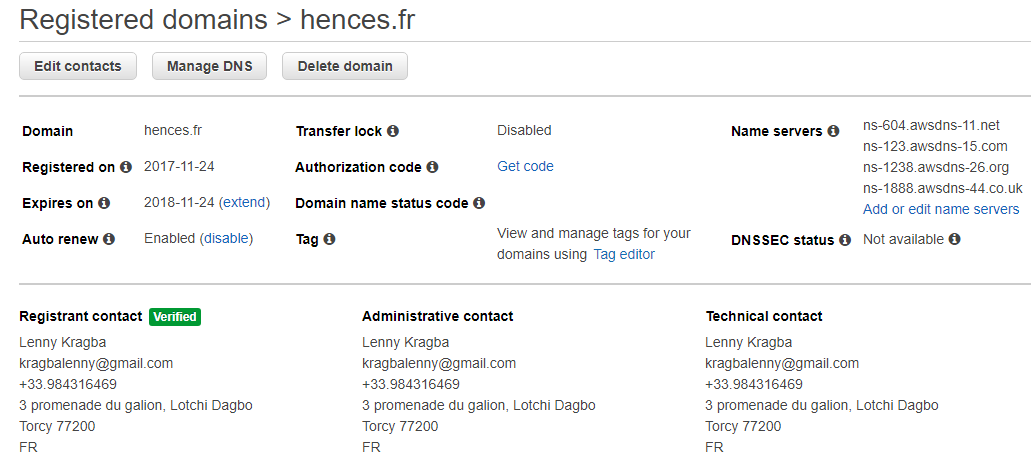 Registered domains > hences.fr
Edit contacts Manage DNS Delete domain
Domain hences.fr
Registered on 2017-11-24
Expires on 2018-11-24 (extend)
Auto renew Enabled (disable)
Transfer lock Disabled
Authorization code Get code
Domain name status code
Tag View and manage tags for your
domains using Tag editor
Name servers ns-604.awsdns-11.net
ns-123.awsdns-15.com
ns-1238.awsdns-26.org
ns-1888.awsdns-44.co.uk
Add or edit name servers
DNSSEC status Not available
Registrant contact Verified
Lenny Kragba
kragbalenny@gmail.com
+33.984316469
3 promenade du galion, Lotchi Dagbo
Torcy 77200
FR
Administrative contact
Lenny Kragba
kragbalenny@gmail.com
+33.984316469
3 promenade du galion, Lotchi Dagbo
Torcy 77200
FR
Technical contact
Lenny Kragba
kragbalenny@gmail.com
+33.984316469
3 promenade du galion, Lotchi Dagbo
Torcy 77200
FR